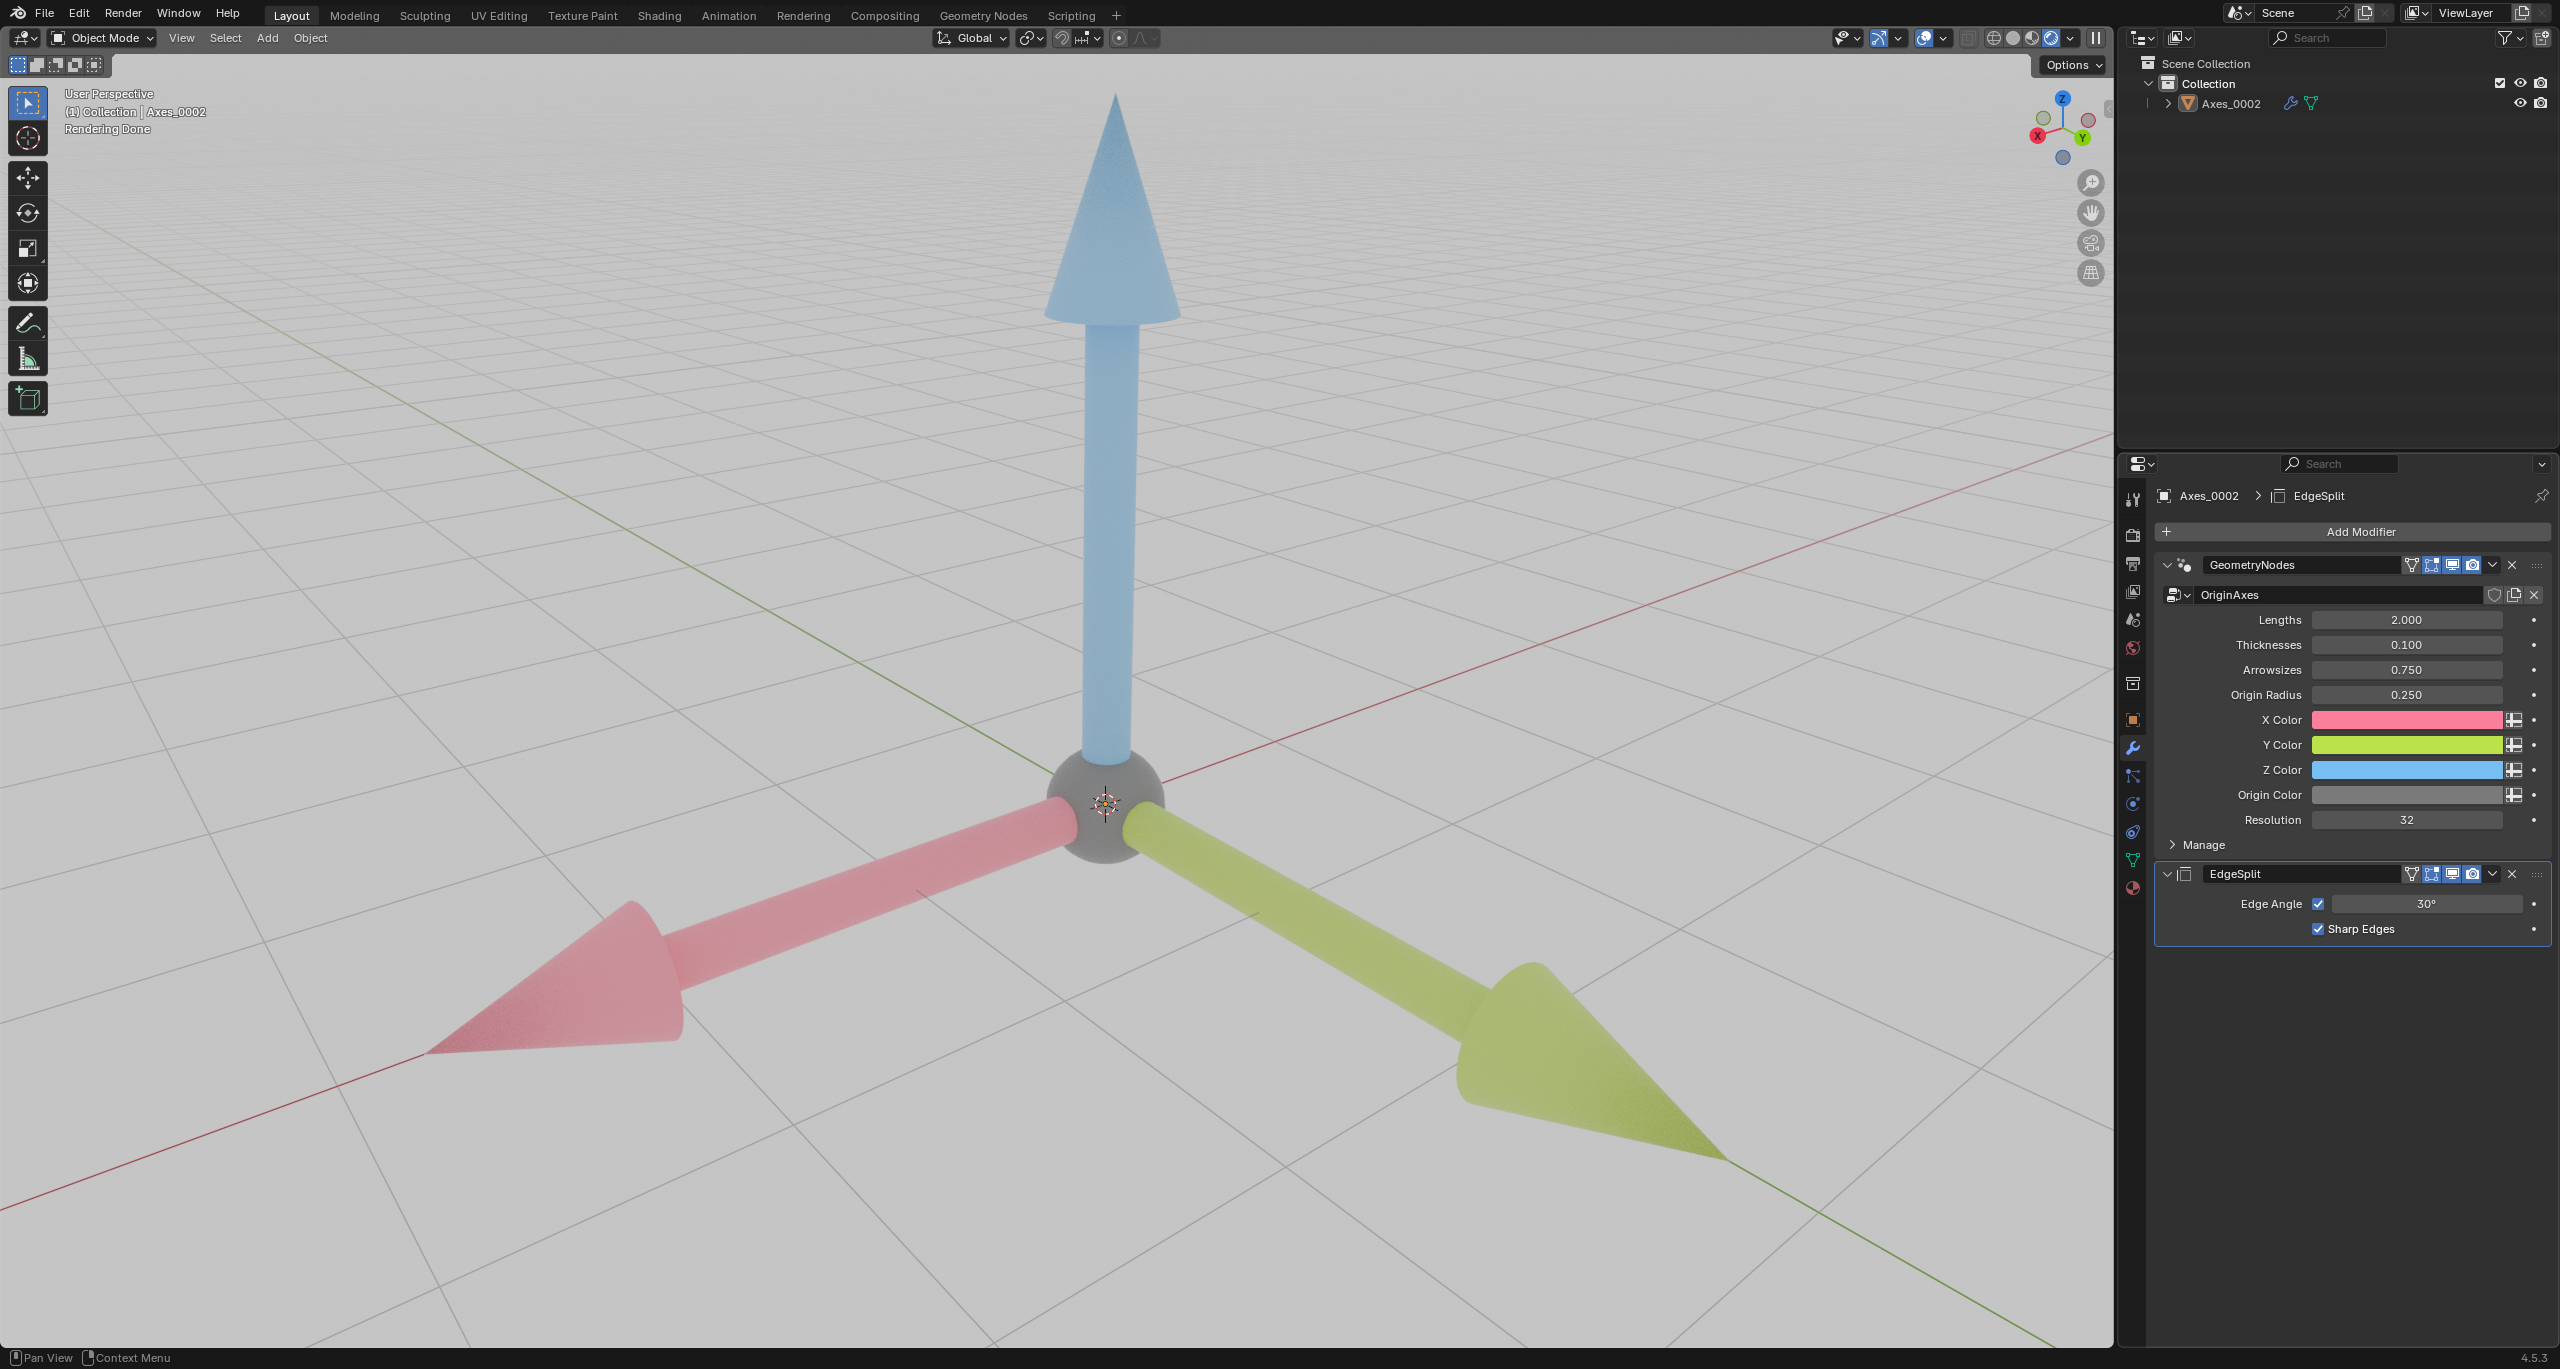 File Edit Render Window Help
Layout Modeling Sculpting UV Editing Texture Paint Shading Animation Rendering Compositing Geometry Nodes Scripting +
Scene
ViewLayer
Object Mode View Select Add Object
Global
Search
Options
User Perspective
(1) Collection | Axes_0002
Rendering Done
Z
X
Y
Scene Collection
Collection
Axes_0002
Search
Axes_0002 > EdgeSplit
+ Add Modifier
GeometryNodes
OriginAxes
Lengths 2.000
Thicknesses 0.100
Arrowsizes 0.750
Origin Radius 0.250
X Color
Y Color
Z Color
Origin Color
Resolution 32
Manage
EdgeSplit
Edge Angle 30°
Sharp Edges
Pan View Context Menu
4.5.3